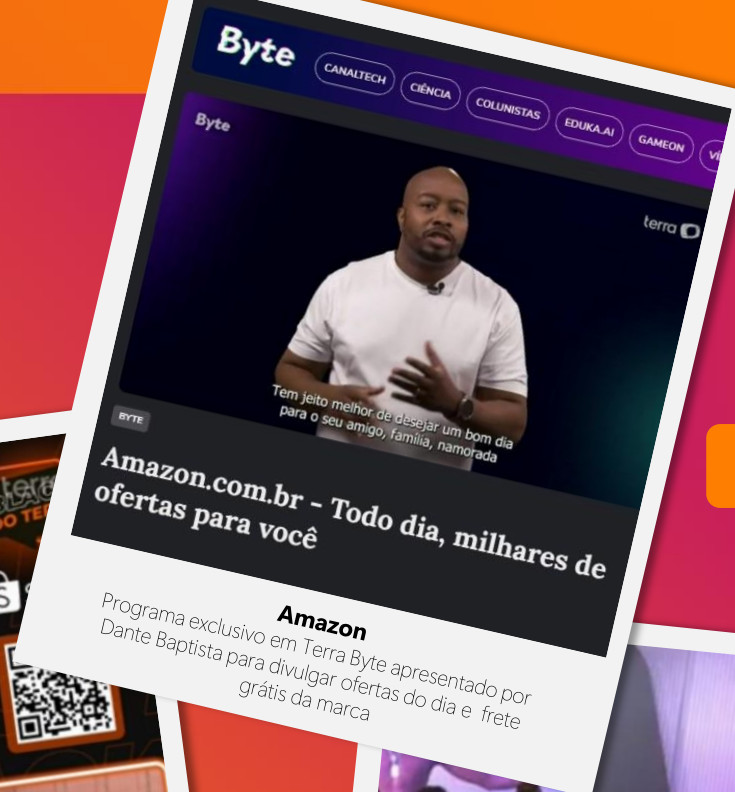 Byte
CANALTECH
CIÊNCIA
COLUNISTAS
EDUKA.AI
GAMEON
Byte
terra
Tem jeito melhor de desejar um bom dia
para o seu amigo, família, namorada
BYTE
Amazon.com.br - Todo dia, milhares de
ofertas para você
Amazon
Programa exclusivo em Terra Byte apresentado por
Dante Baptista para divulgar ofertas do dia e frete
grátis da marca